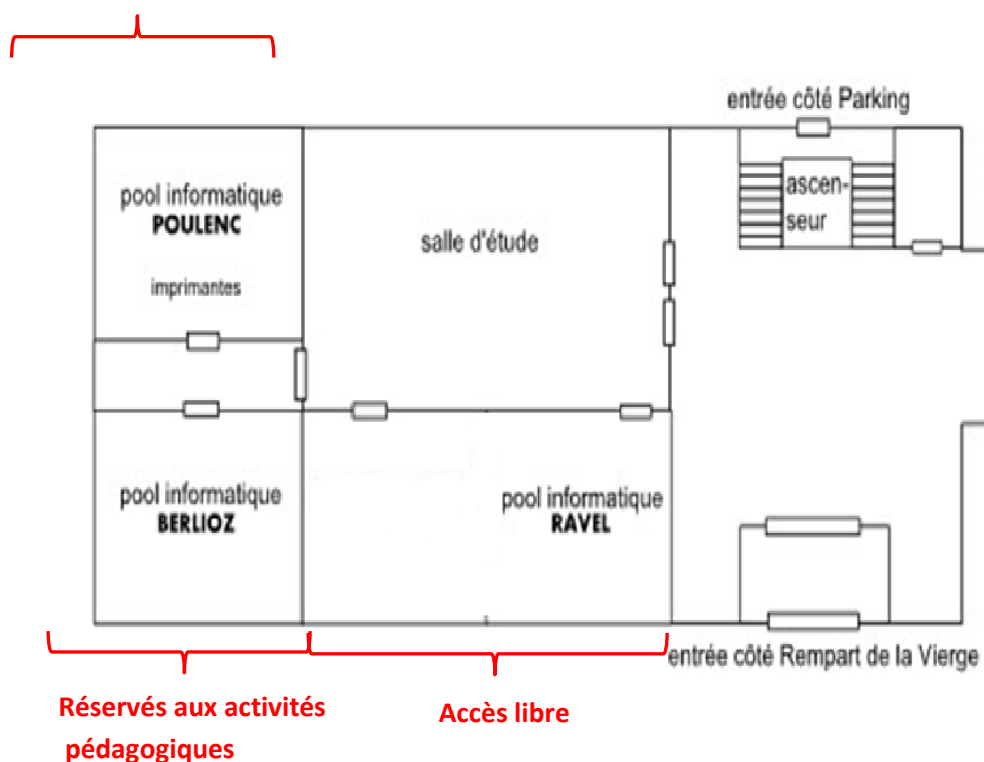 entrée côté Parking
pool informatique
POULENC
imprimantes
salle d'étude
ascen-
seur
pool informatique
BERLIOZ
pool informatique
RAVEL
entrée côté Rempart de la Vierge
Réservés aux activités
pédagogiques
Accès libre